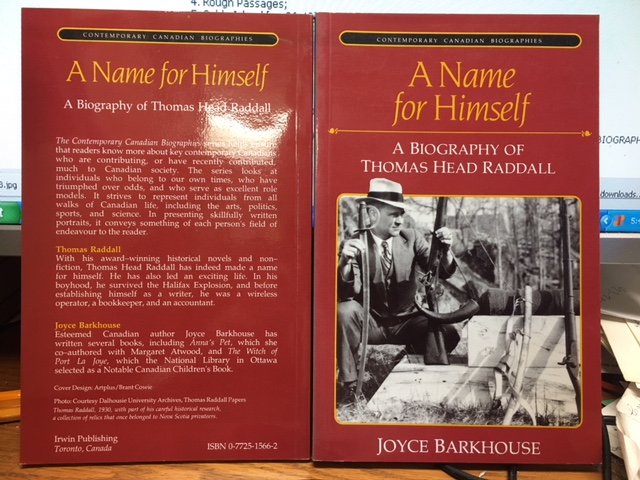 4. Rough Passages;
CONTEMPORARY CANADIAN BIOGRAPHIES
A Name for Himself
A Biography of Thomas Head Raddall
The Contemporary Canadian Biographies
that readers know more about key contemporary Canadians
who are contributing, or have recently contributed,
much to Canadian society. The series looks at
individuals who belong to our own times, who have
triumphed over odds, and who serve as excellent role
models. It strives to represent individuals from all
walks of Canadian life, including the arts, politics,
sports, and science. In presenting skillfully written
portraits, it conveys something of each person's field of
endeavour to the reader.
Thomas Raddall
With his award-winning historical novels and non-
fiction, Thomas Head Raddall has indeed made a name
for himself. He has also led an exciting life. In his
boyhood, he survived the Halifax Explosion, and before
establishing himself as a writer, he was a wireless
operator, a bookkeeper, and an accountant.
Joyce Barkhouse
Esteemed Canadian author Joyce Barkhouse has
written several books, including Anna's Pet, which she
co-authored with Margaret Atwood, and The Witch of
Port La Joye, which the National Library in Ottawa
selected as a Notable Canadian Children's Book.
Cover Design: Artplus/Brant Cowie
Photo: Courtesy Dalhousie University Archives, Thomas Raddall Papers
Thomas Raddall, 1930, with part of his careful historical research,
a collection of relics that once belonged to Nova Scotia privateers.
Irwin Publishing
Toronto, Canada
ISBN 0-7725-1566-2
CONTEMPORARY CANADIAN BIOGRAPHIES
A Name
for Himself
A BIOGRAPHY OF
THOMAS HEAD RADDALL
JOYCE BARKHOUSE
BIOGRAPH
downloads.
3.jpg